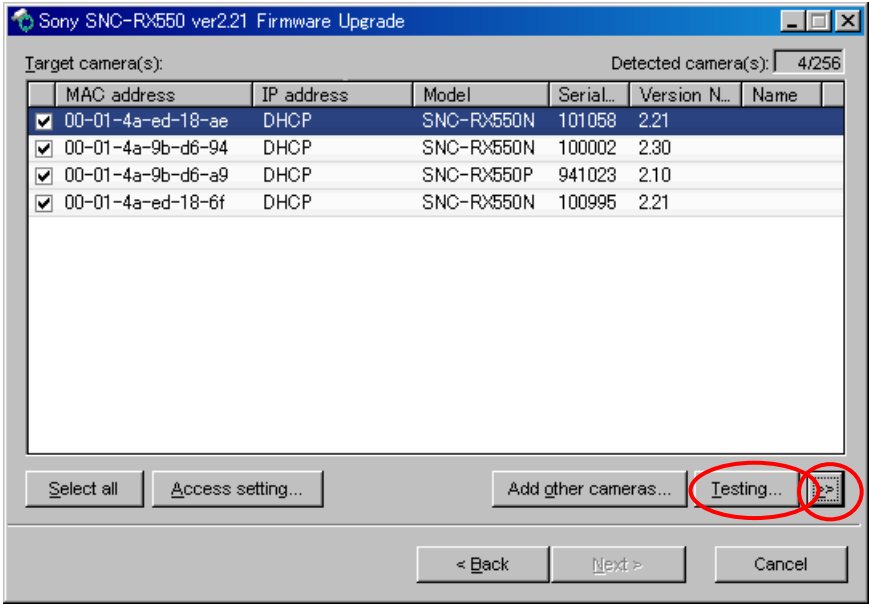 Sony SNC-RX550 ver2.21 Firmware Upgrade
Target camera(s): Detected camera(s): 4/256
MAC address IP address Model Serial... Version N... Name
00-01-4a-ed-18-ae DHCP SNC-RX550N 101058 2.21
00-01-4a-9b-d6-94 DHCP SNC-RX550N 100002 2.30
00-01-4a-9b-d6-a9 DHCP SNC-RX550P 941023 2.10
00-01-4a-ed-18-6f DHCP SNC-RX550N 100995 2.21
Select all Access setting... Add other cameras... Testing... >>
< Back Next > Cancel